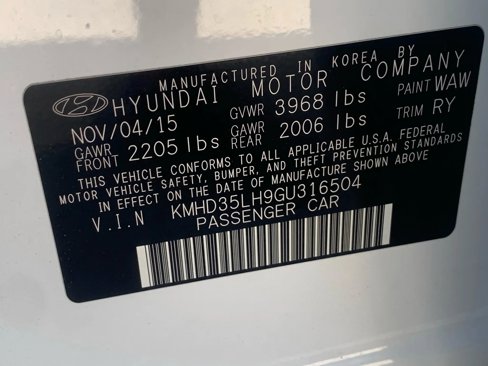 MANUFACTURED IN KOREA BY
HYUNDAI MOTOR COMPANY
NOV/04/15 GVWR 3968 lbs PAINT WAW
GAWR FRONT 2205 lbs GAWR REAR 2006 lbs TRIM RY
THIS VEHICLE CONFORMS TO ALL APPLICABLE U.S.A. FEDERAL
MOTOR VEHICLE SAFETY, BUMPER, AND THEFT PREVENTION STANDARDS
IN EFFECT ON THE DATE OF MANUFACTURE SHOWN ABOVE
V.I.N KMHD35LH9GU316504
PASSENGER CAR